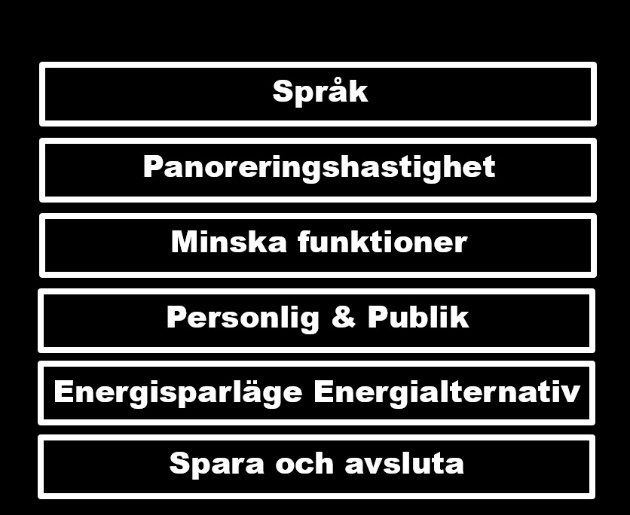 Språk
Panoreringshastighet
Minska funktioner
Personlig & Publik
Energisparläge Energialternativ
Spara och avsluta